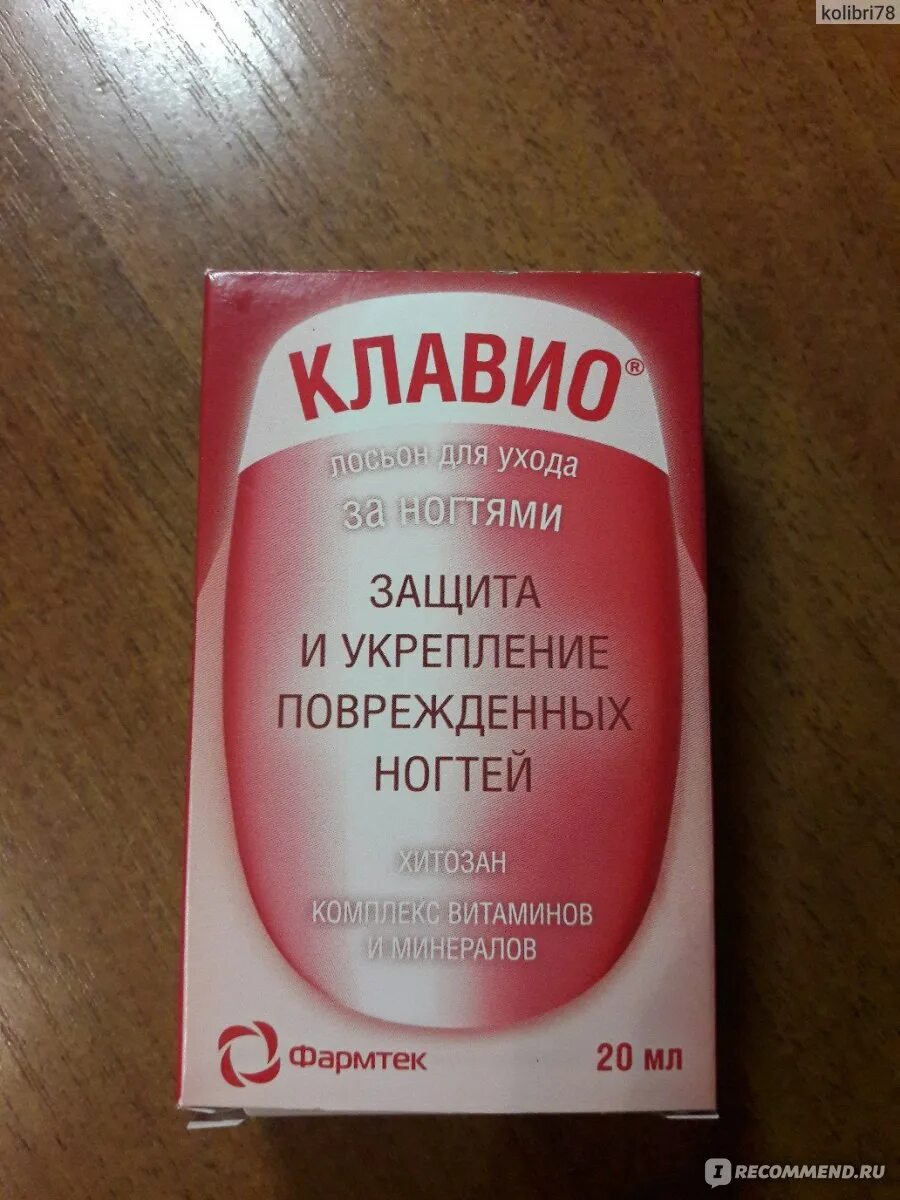 kolibri78
КЛАВИО®
лосьон для ухода
за ногтями
ЗАЩИТА
И УКРЕПЛЕНИЕ
ПОВРЕЖДЕННЫХ
НОГТЕЙ
ХИТОЗАН
КОМПЛЕКС ВИТАМИНОВ
И МИНЕРАЛОВ
Фармтек
20 мл
IRECOMMEND.RU